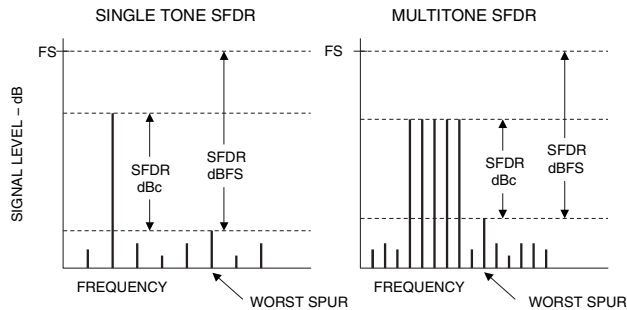 SINGLE TONE SFDR
FS
SIGNAL LEVEL – dB
SFDR
dBc
SFDR
dBFS
FREQUENCY
WORST SPUR
MULTITONE SFDR
FS
SFDR
dBc
SFDR
dBFS
FREQUENCY
WORST SPUR